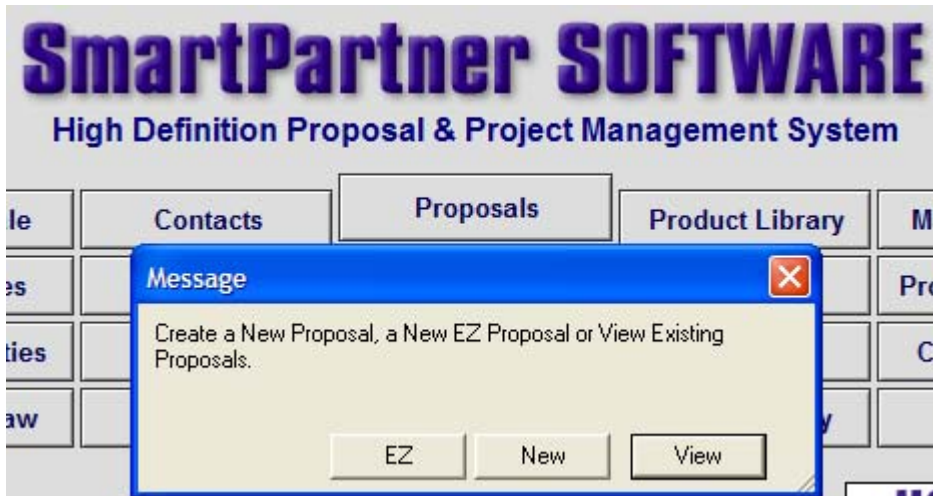 SmartPartner SOFTWARE
High Definition Proposal & Project Management System
Contacts
Proposals
Product Library
Message
Create a New Proposal, a New EZ Proposal or View Existing
Proposals.
EZ
New
View